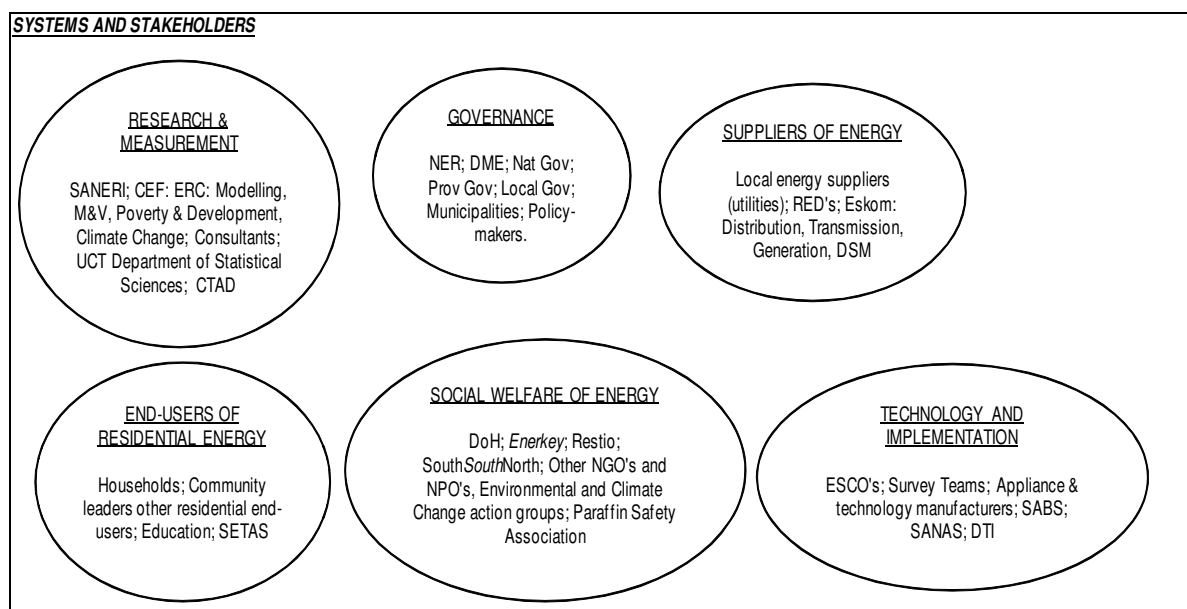 SYSTEMS AND STAKEHOLDERS
RESEARCH &
MEASUREMENT
SANERI; CEF: ERC: Modelling,
M&V, Poverty & Development,
Climate Change; Consultants;
UCT Department of Statistical
Sciences; CTAD
GOVERNANCE
NER; DME; Nat Gov;
Prov Gov; Local Gov;
Municipalities; Policy-
makers.
SUPPLIERS OF ENERGY
Local energy suppliers
(utilities); RED's; Eskom:
Distribution, Transmission,
Generation, DSM
END-USERS OF
RESIDENTIAL ENERGY
Households; Community
leaders other residential end-
users; Education; SETAS
SOCIAL WELFARE OF ENERGY
DoH; Enerkey; Restio;
SouthSouthNorth; Other NGO's and
NPO's, Environmental and Climate
Change action groups; Paraffin Safety
Association
TECHNOLOGY AND
IMPLEMENTATION
ESCO's; Survey Teams; Appliance &
technology manufacturers; SABS;
SANAS; DTI